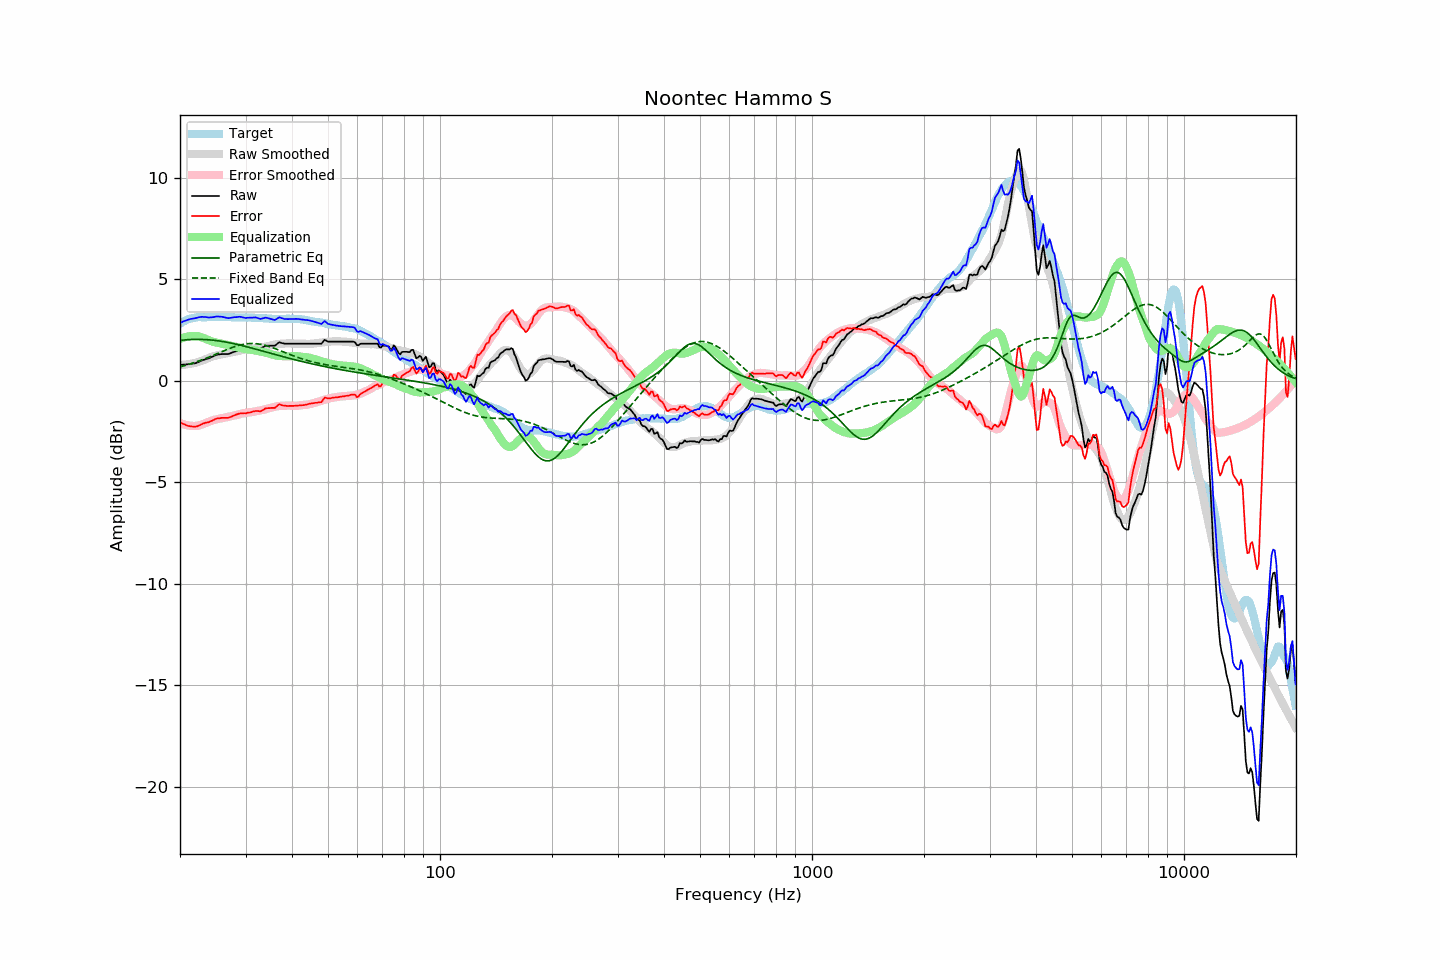 Noontec Hammo S
Target
Raw Smoothed
Error Smoothed
Raw
Error
Equalization
Parametric Eq
Fixed Band Eq
Equalized
10
5
0
−5
−10
−15
−20
Amplitude (dBr)
100
1000
10000
Frequency (Hz)